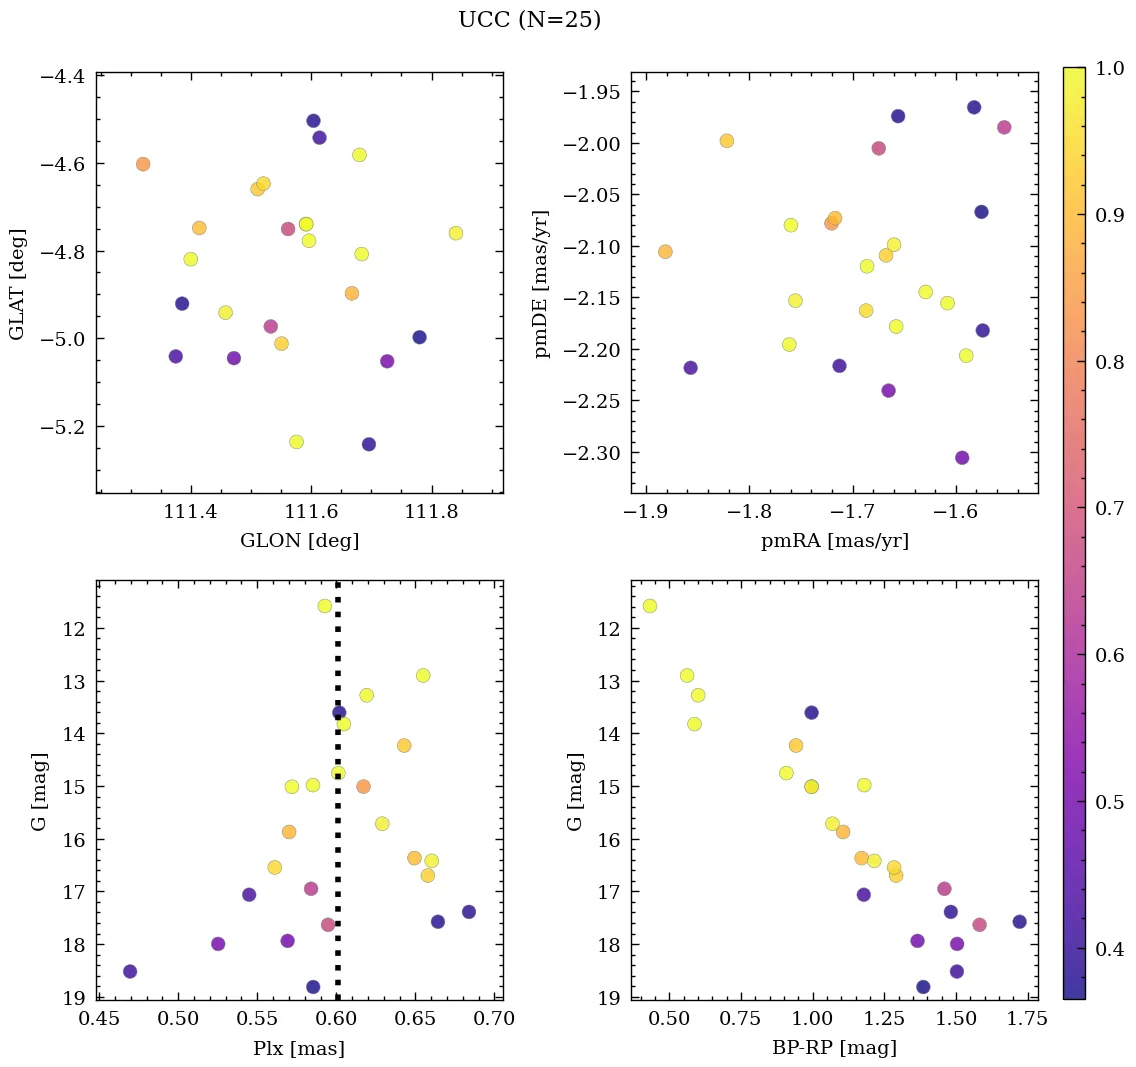 UCC (N=25)
−4.4
−4.6
−4.8
−5.0
−5.2
GLAT [deg]
111.4 111.6 111.8
GLON [deg]
−1.95
−2.00
−2.05
−2.10
−2.15
−2.20
−2.25
−2.30
pmDE [mas/yr]
−1.9 −1.8 −1.7 −1.6
pmRA [mas/yr]
12
13
14
15
16
17
18
19
G [mag]
0.45 0.50 0.55 0.60 0.65 0.70
Plx [mas]
12
13
14
15
16
17
18
19
G [mag]
0.50 0.75 1.00 1.25 1.50 1.75
BP-RP [mag]
1.0
0.9
0.8
0.7
0.6
0.5
0.4